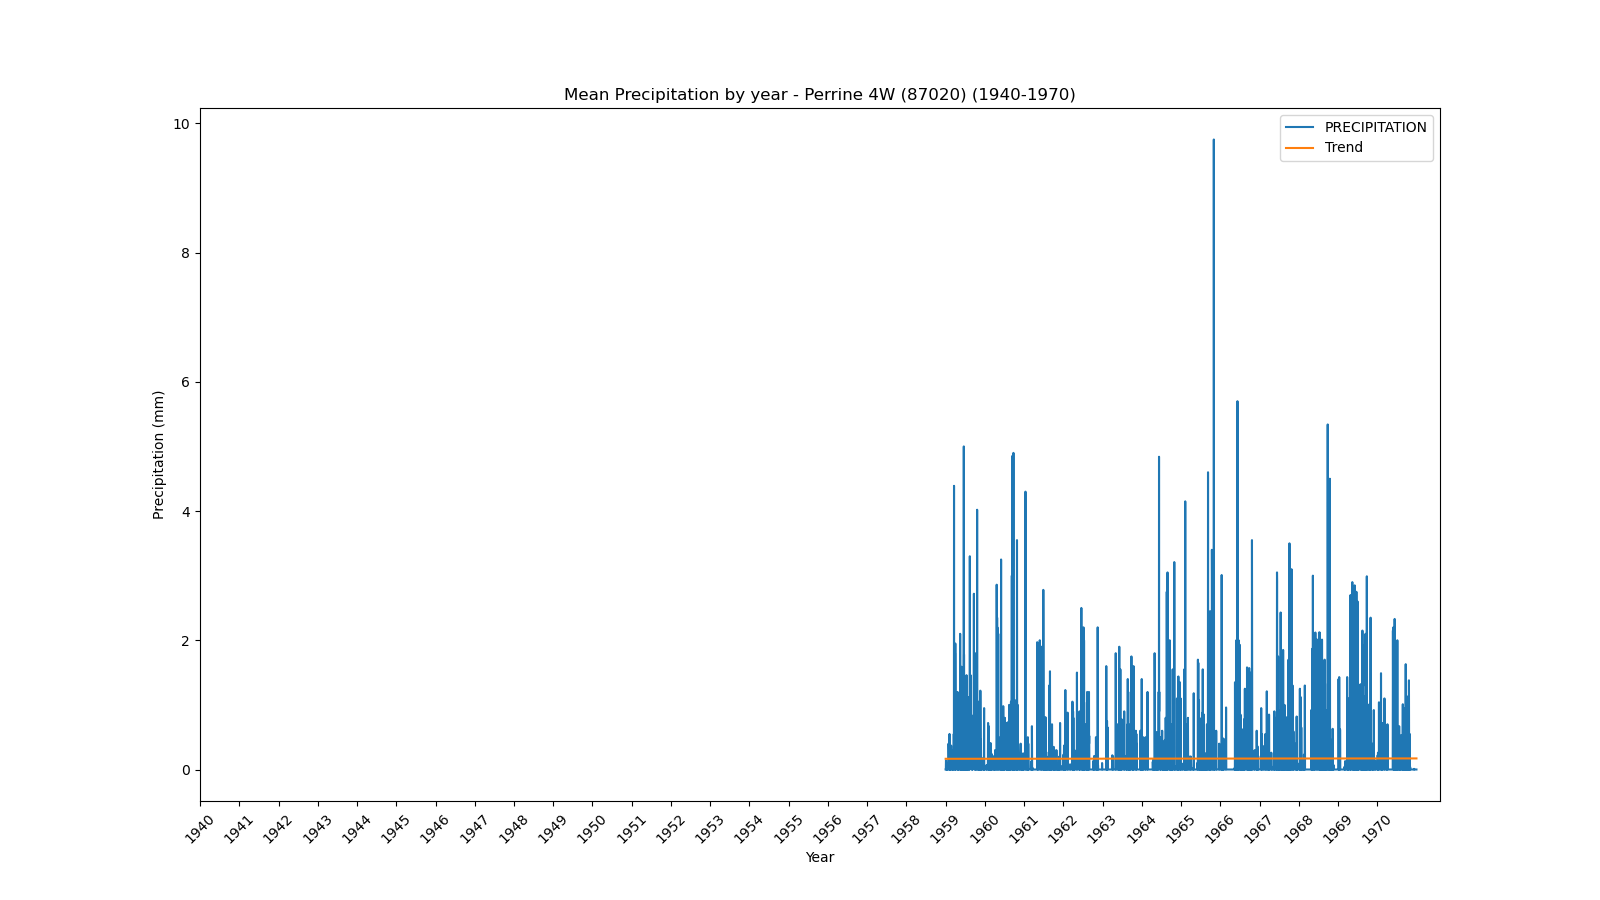 Mean Precipitation by year - Perrine 4W (87020) (1940-1970)
PRECIPITATION
Trend
Precipitation (mm)
10
8
6
4
2
0
1940 1941 1942 1943 1944 1945 1946 1947 1948 1949 1950 1951 1952 1953 1954 1955 1956 1957 1958 1959 1960 1961 1962 1963 1964 1965 1966 1967 1968 1969 1970
Year